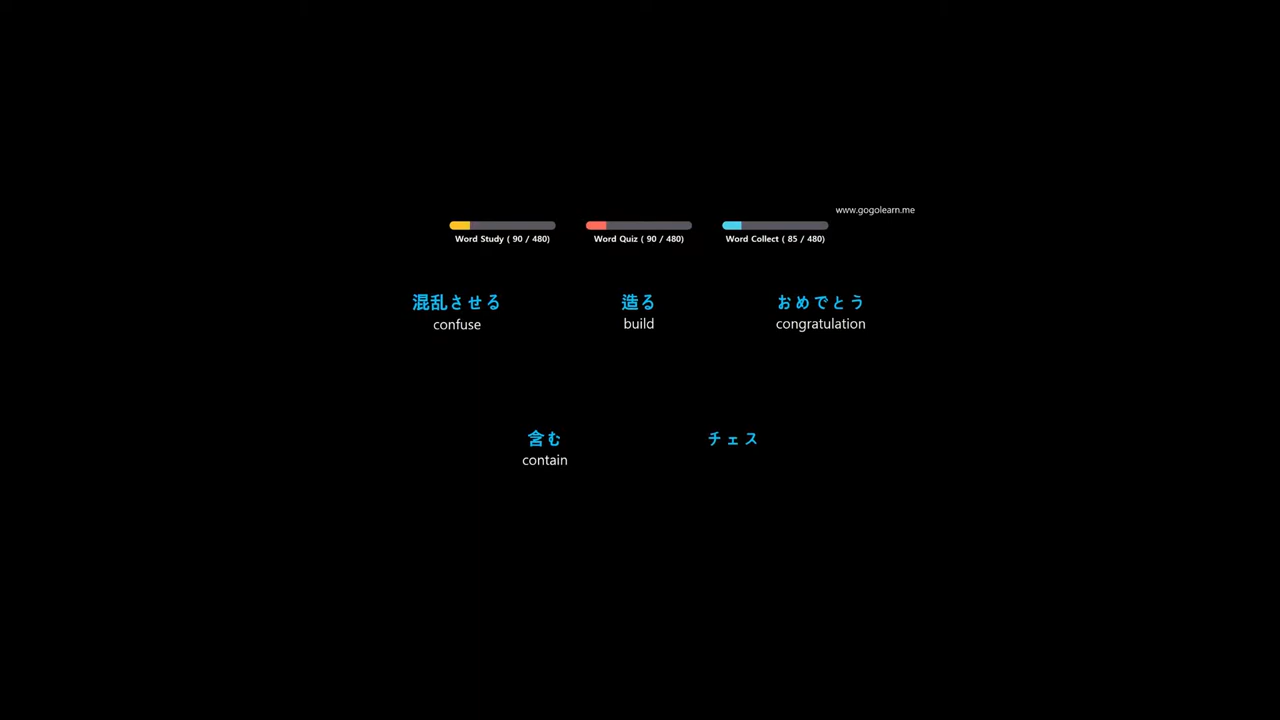 www.gogolearn.me
Word Study ( 90 / 480)
Word Quiz ( 90 / 480)
Word Collect ( 85 / 480)
混乱させる
confuse
造る
build
おめでとう
congratulation
含む
contain
チェス